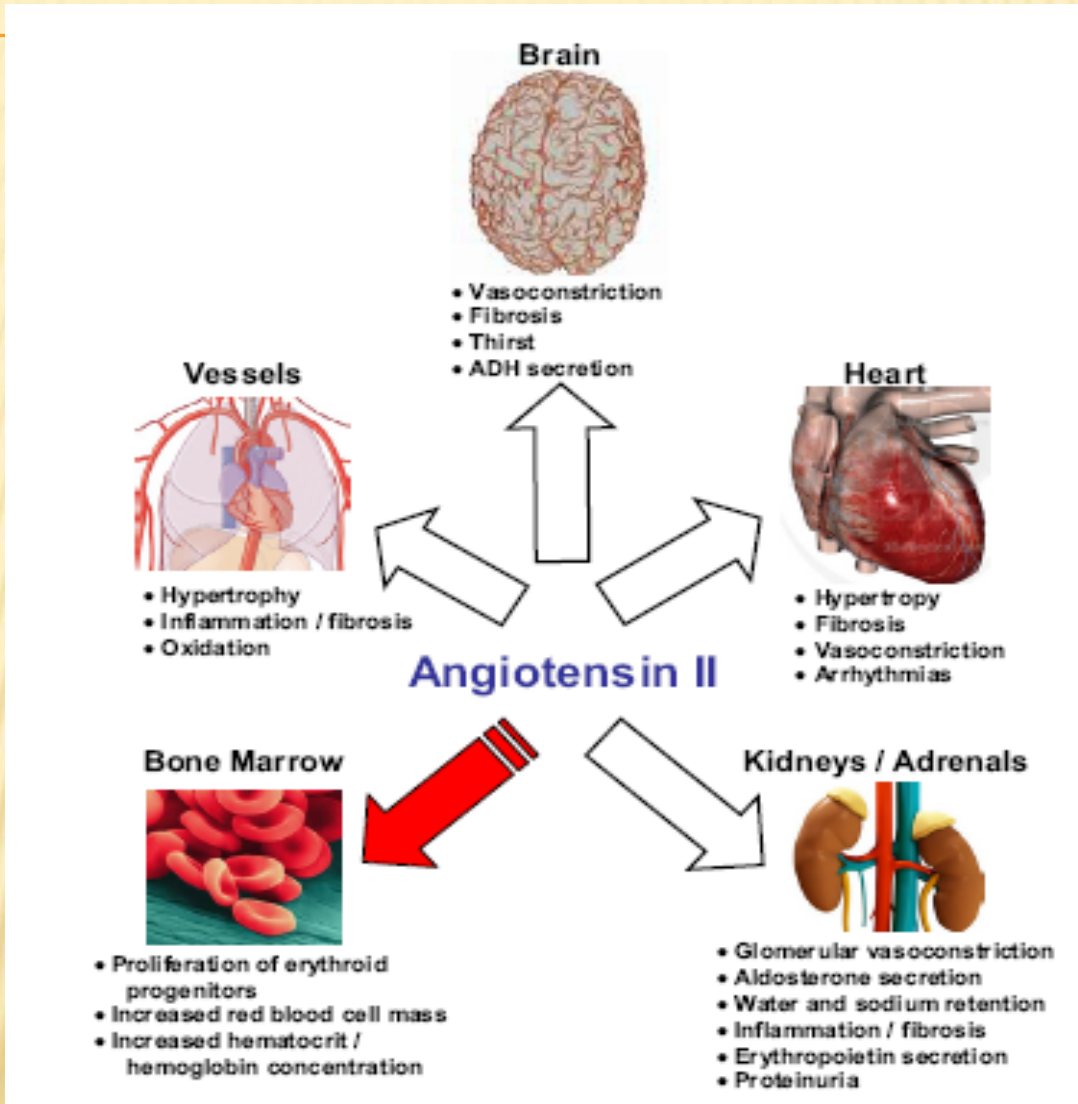 Brain
• Vasoconstriction
• Fibrosis
• Thirst
• ADH secretion
Vessels
• Hypertrophy
• Inflammation / fibrosis
• Oxidation
Heart
• Hypertropy
• Fibrosis
• Vasoconstriction
• Arrhythmias
Angiotensin II
Bone Marrow
• Proliferation of erythroid
progenitors
• Increased red blood cell mass
• Increased hematocrit /
hemoglobin concentration
Kidneys / Adrenals
• Glomerular vasoconstriction
• Aldosterone secretion
• Water and sodium retention
• Inflammation / fibrosis
• Erythropoietin secretion
• Proteinuria